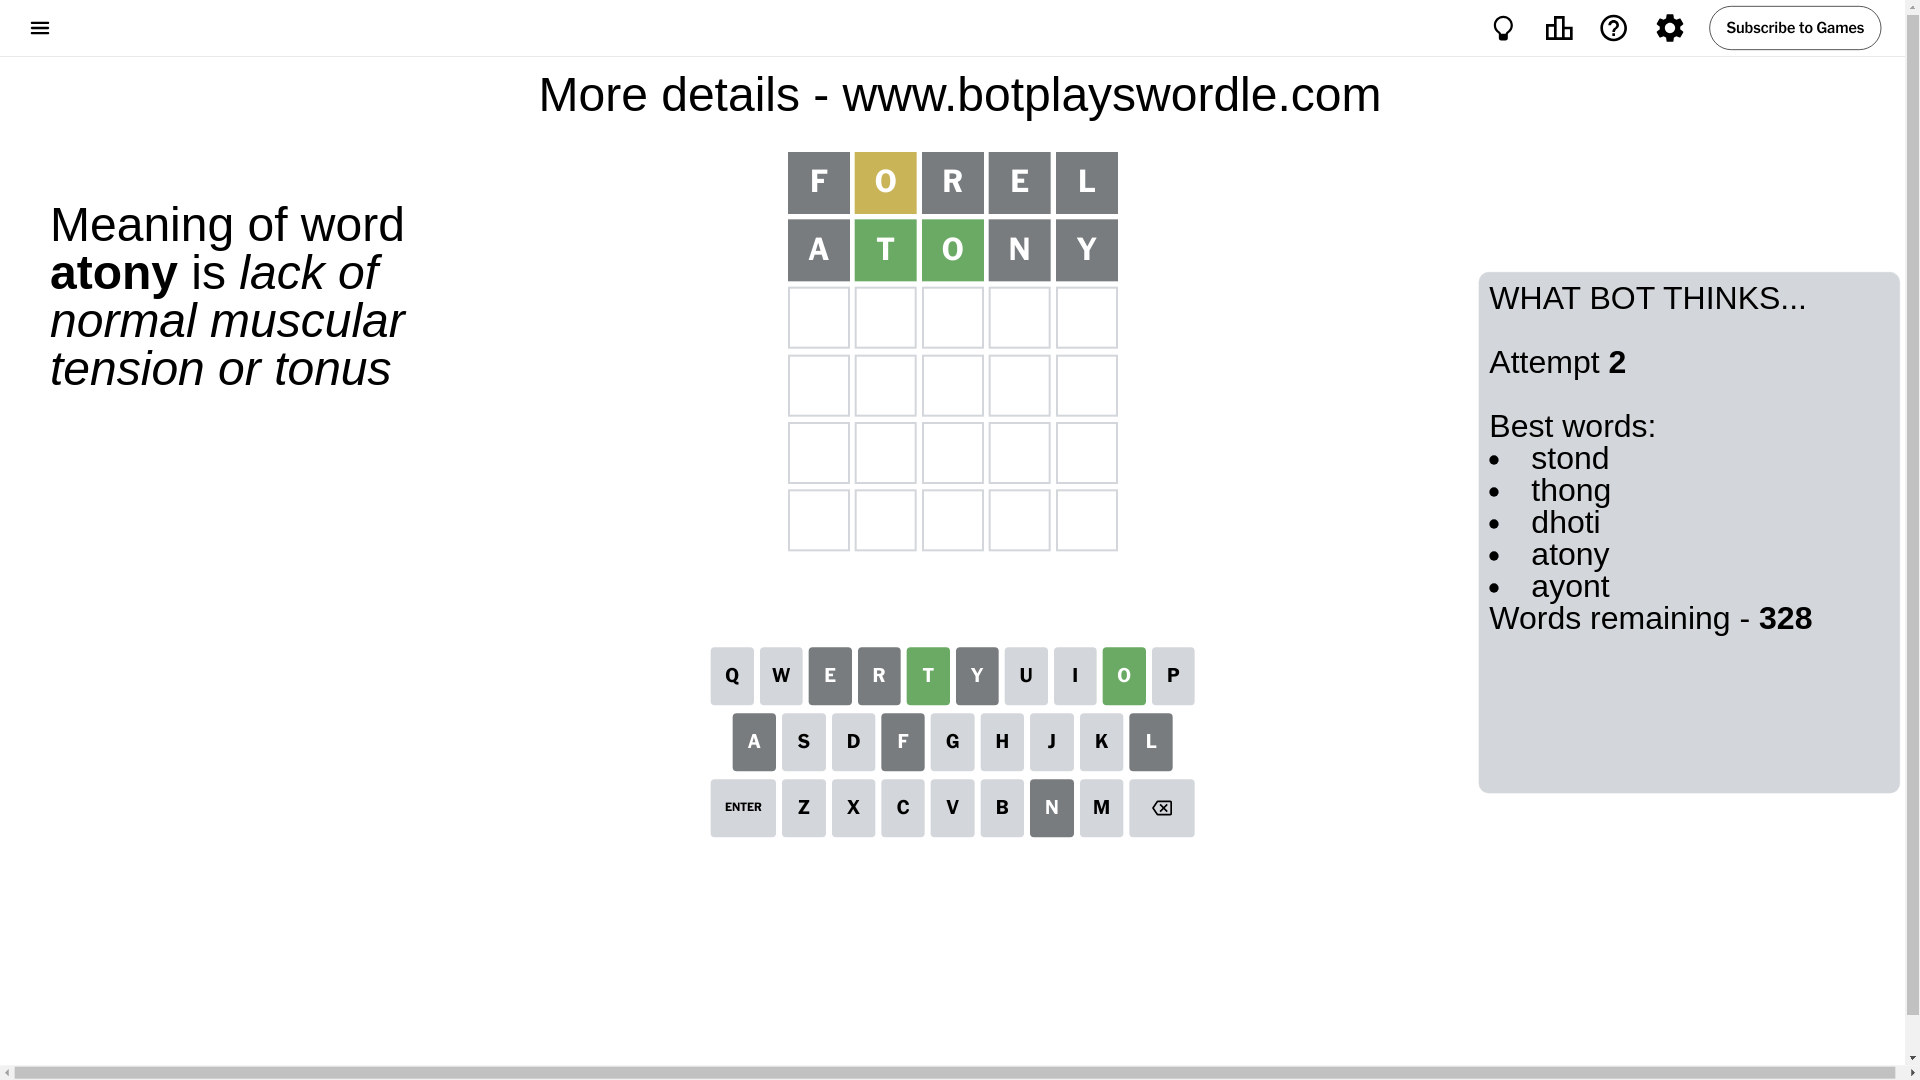 Subscribe to Games
More details - www.botplayswordle.com
Meaning of word
atony is lack of
normal muscular
tension or tonus
F O R E L
A T O N Y
WHAT BOT THINKS...
Attempt 2
Best words:
• stond
• thong
• dhoti
• atony
• ayont
Words remaining - 328
Q W E R T Y U I O P
A S D F G H J K L
ENTER Z X C V B N M